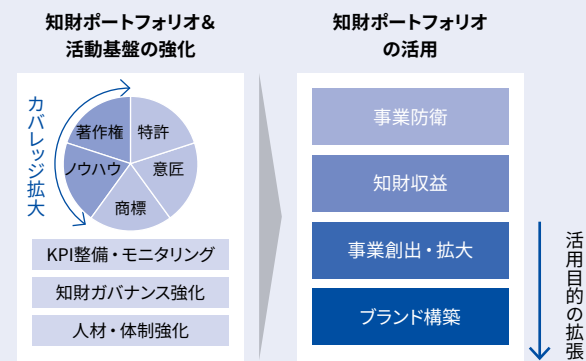 知財ポートフォリオ&
活動基盤の強化
カバレッジ拡大
著作権
特許
ノウハウ
意匠
商標
KPI整備・モニタリング
知財ガバナンス強化
人材・体制強化
知財ポートフォリオ
の活用
事業防衛
知財収益
事業創出・拡大
ブランド構築
活用目的の拡張